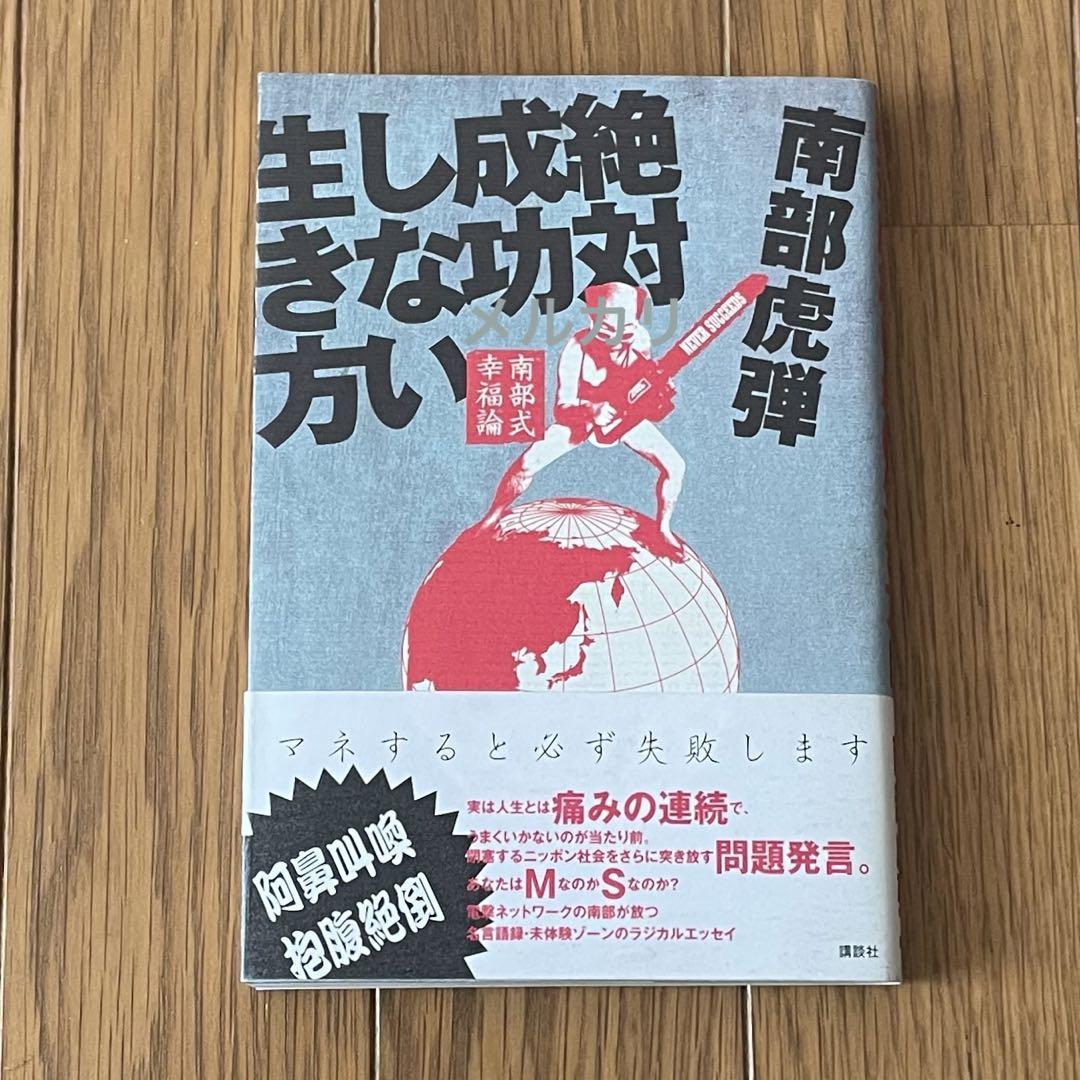 南部虎弾
絶対
成功
しない
生き方
南部式
幸福論
NEVER SUCCEEDS
メルカリ
マネすると必ず失敗します
阿鼻叫喚
抱腹絶倒
実は人生とは痛みの連続で、
うまくいかないのが当たり前。
閉塞するニッポン社会をさらに突き放す問題発言。
あなたはMなのかSなのか?
電撃ネットワークの南部が放つ
名言語録・未体験ゾーンのラジカルエッセイ
講談社